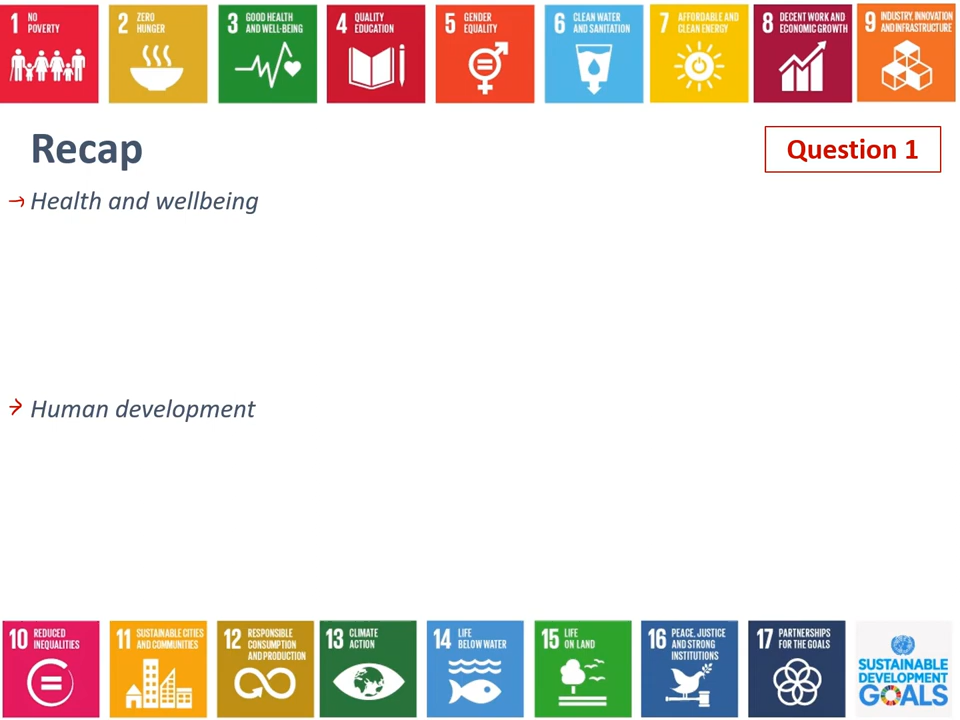 1 NO POVERTY
2 ZERO HUNGER
3 GOOD HEALTH AND WELL-BEING
4 QUALITY EDUCATION
5 GENDER EQUALITY
6 CLEAN WATER AND SANITATION
7 AFFORDABLE AND CLEAN ENERGY
8 DECENT WORK AND ECONOMIC GROWTH
9 INDUSTRY, INNOVATION AND INFRASTRUCTURE
Recap
Question 1
Health and wellbeing
Human development
10 REDUCED INEQUALITIES
11 SUSTAINABLE CITIES AND COMMUNITIES
12 RESPONSIBLE CONSUMPTION AND PRODUCTION
13 CLIMATE ACTION
14 LIFE BELOW WATER
15 LIFE ON LAND
16 PEACE, JUSTICE AND STRONG INSTITUTIONS
17 PARTNERSHIPS FOR THE GOALS
SUSTAINABLE
DEVELOPMENT
GOALS